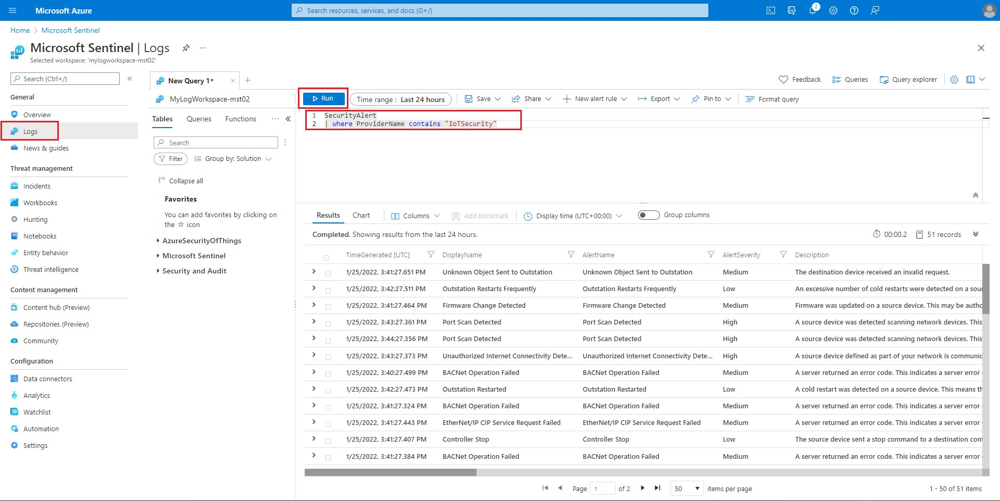 Microsoft Azure
Search resources, services, and docs (G+/)
2
Home > Microsoft Sentinel
Microsoft Sentinel | Logs
Selected workspace: 'mylogworkspace-mst02'
Search (Ctrl+/)
General
Overview
Logs
News & guides
Threat management
Incidents
Workbooks
Hunting
Notebooks
Entity behavior
Threat intelligence
Content management
Content hub (Preview)
Repositories (Preview)
Community
Configuration
Data connectors
Analytics
Watchlist
Automation
Settings
New Query 1*
Feedback Queries Query explorer
MyLogWorkspace-mst02
Run Time range : Last 24 hours Save Share New alert rule Export Pin to Format query
Tables Queries Functions ...
Search
Filter Group by: Solution
Collapse all
Favorites
You can add favorites by clicking on
the ☆ icon
AzureSecurityOfThings
Microsoft Sentinel
Security and Audit
1 SecurityAlert
2 | where ProviderName contains "IoTSecurity"
Results Chart Columns Add bookmark Display time (UTC+00:00) Group columns
Completed. Showing results from the last 24 hours. 00:00.2 51 records
TimeGenerated [UTC] DisplayName AlertName AlertSeverity Description
1/25/2022, 3:41:27.651 PM Unknown Object Sent to Outstation Unknown Object Sent to Outstation Medium The destination device received an invalid request.
1/25/2022, 3:42:27.511 PM Outstation Restarts Frequently Outstation Restarts Frequently Low An excessive number of cold restarts were detected on a sour
1/25/2022, 3:41:27.464 PM Firmware Change Detected Firmware Change Detected Medium Firmware was updated on a source device. This may be autho
1/25/2022, 3:43:27.361 PM Port Scan Detected Port Scan Detected High A source device was detected scanning network devices. This
1/25/2022, 3:44:27.356 PM Port Scan Detected Port Scan Detected High A source device was detected scanning network devices. This
1/25/2022, 3:43:27.373 PM Unauthorized Internet Connectivity Dete... Unauthorized Internet Connectivity Dete... High A source device defined as part of your network is communic
1/25/2022, 3:40:27.499 PM BACNet Operation Failed BACNet Operation Failed Medium A server returned an error code. This indicates a server error
1/25/2022, 3:42:27.473 PM Outstation Restarted Outstation Restarted Low A cold restart was detected on a source device. This means th
1/25/2022, 3:41:27.324 PM BACNet Operation Failed BACNet Operation Failed Medium A server returned an error code. This indicates a server error
1/25/2022, 3:41:27.443 PM EtherNet/IP CIP Service Request Failed EtherNet/IP CIP Service Request Failed Medium A server returned an error code. This indicates a server error
1/25/2022, 3:41:27.407 PM Controller Stop Controller Stop Low The source device sent a stop command to a destination cont
1/25/2022, 3:41:27.384 PM BACNet Operation Failed BACNet Operation Failed Medium A server returned an error code. This indicates a server error
Page 1 of 2 50 items per page 1 - 50 of 51 items